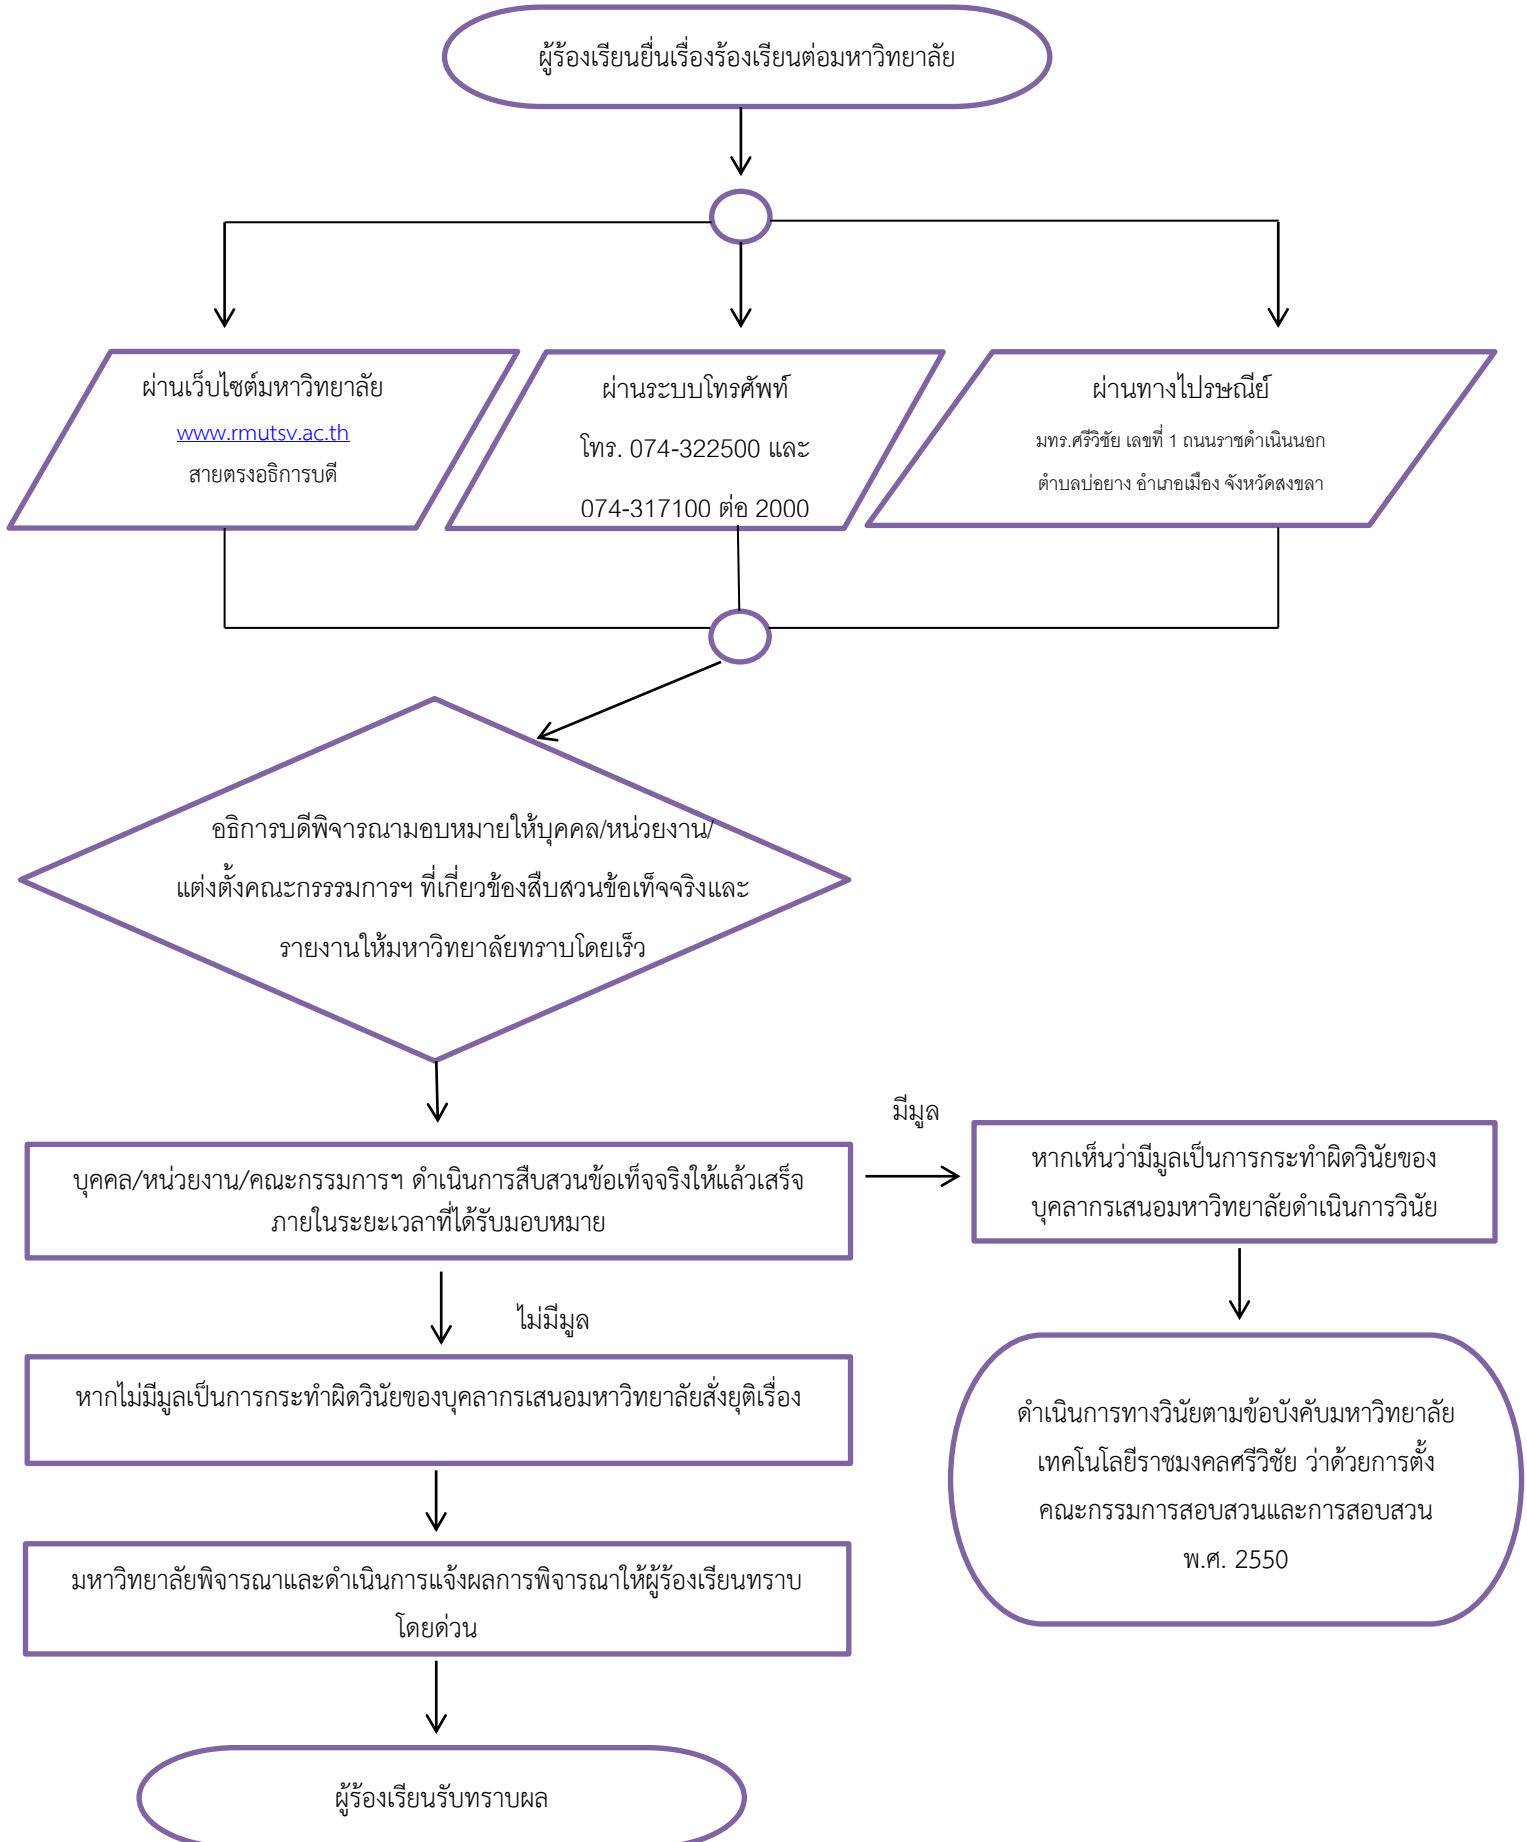 ผู้ร้องเรียนยื่นเรื่องร้องเรียนต่อมหาวิทยาลัย
ผ่านเว็บไซต์มหาวิทยาลัย
www.rmutsv.ac.th
สายตรงอธิการบดี
ผ่านระบบโทรศัพท์
โทร. 074-322500 และ
074-317100 ต่อ 2000
ผ่านทางไปรษณีย์
มทร.ศรีวิชัย เลขที่ 1 ถนนราชดำเนินนอก
ตำบลบ่อยาง อำเภอเมือง จังหวัดสงขลา
อธิการบดีพิจารณามอบหมายให้บุคคล/หน่วยงาน/
แต่งตั้งคณะกรรรมการฯ ที่เกี่ยวข้องสืบสวนข้อเท็จจริงและ
รายงานให้มหาวิทยาลัยทราบโดยเร็ว
บุคคล/หน่วยงาน/คณะกรรมการฯ ดำเนินการสืบสวนข้อเท็จจริงให้แล้วเสร็จ
ภายในระยะเวลาที่ได้รับมอบหมาย
มีมูล
หากเห็นว่ามีมูลเป็นการกระทำผิดวินัยของ
บุคลากรเสนอมหาวิทยาลัยดำเนินการวินัย
ไม่มีมูล
หากไม่มีมูลเป็นการกระทำผิดวินัยของบุคลากรเสนอมหาวิทยาลัยสั่งยุติเรื่อง
ดำเนินการทางวินัยตามข้อบังคับมหาวิทยาลัย
เทคโนโลยีราชมงคลศรีวิชัย ว่าด้วยการตั้ง
คณะกรรมการสอบสวนและการสอบสวน
พ.ศ. 2550
มหาวิทยาลัยพิจารณาและดำเนินการแจ้งผลการพิจารณาให้ผู้ร้องเรียนทราบ
โดยด่วน
ผู้ร้องเรียนรับทราบผล